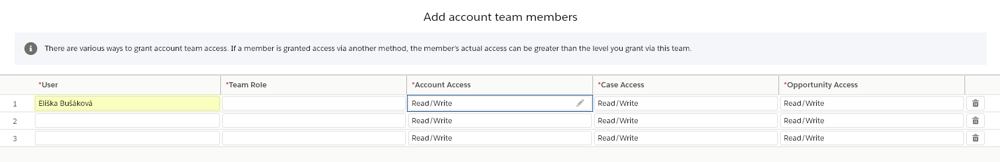 Add account team members
There are various ways to grant account team access. If a member is granted access via another method, the member's actual access can be greater than the level you grant via this team.
*User *Team Role *Account Access *Case Access *Opportunity Access
1 Eliška Bušáková Read/Write Read/Write Read/Write
2 Read/Write Read/Write Read/Write
3 Read/Write Read/Write Read/Write